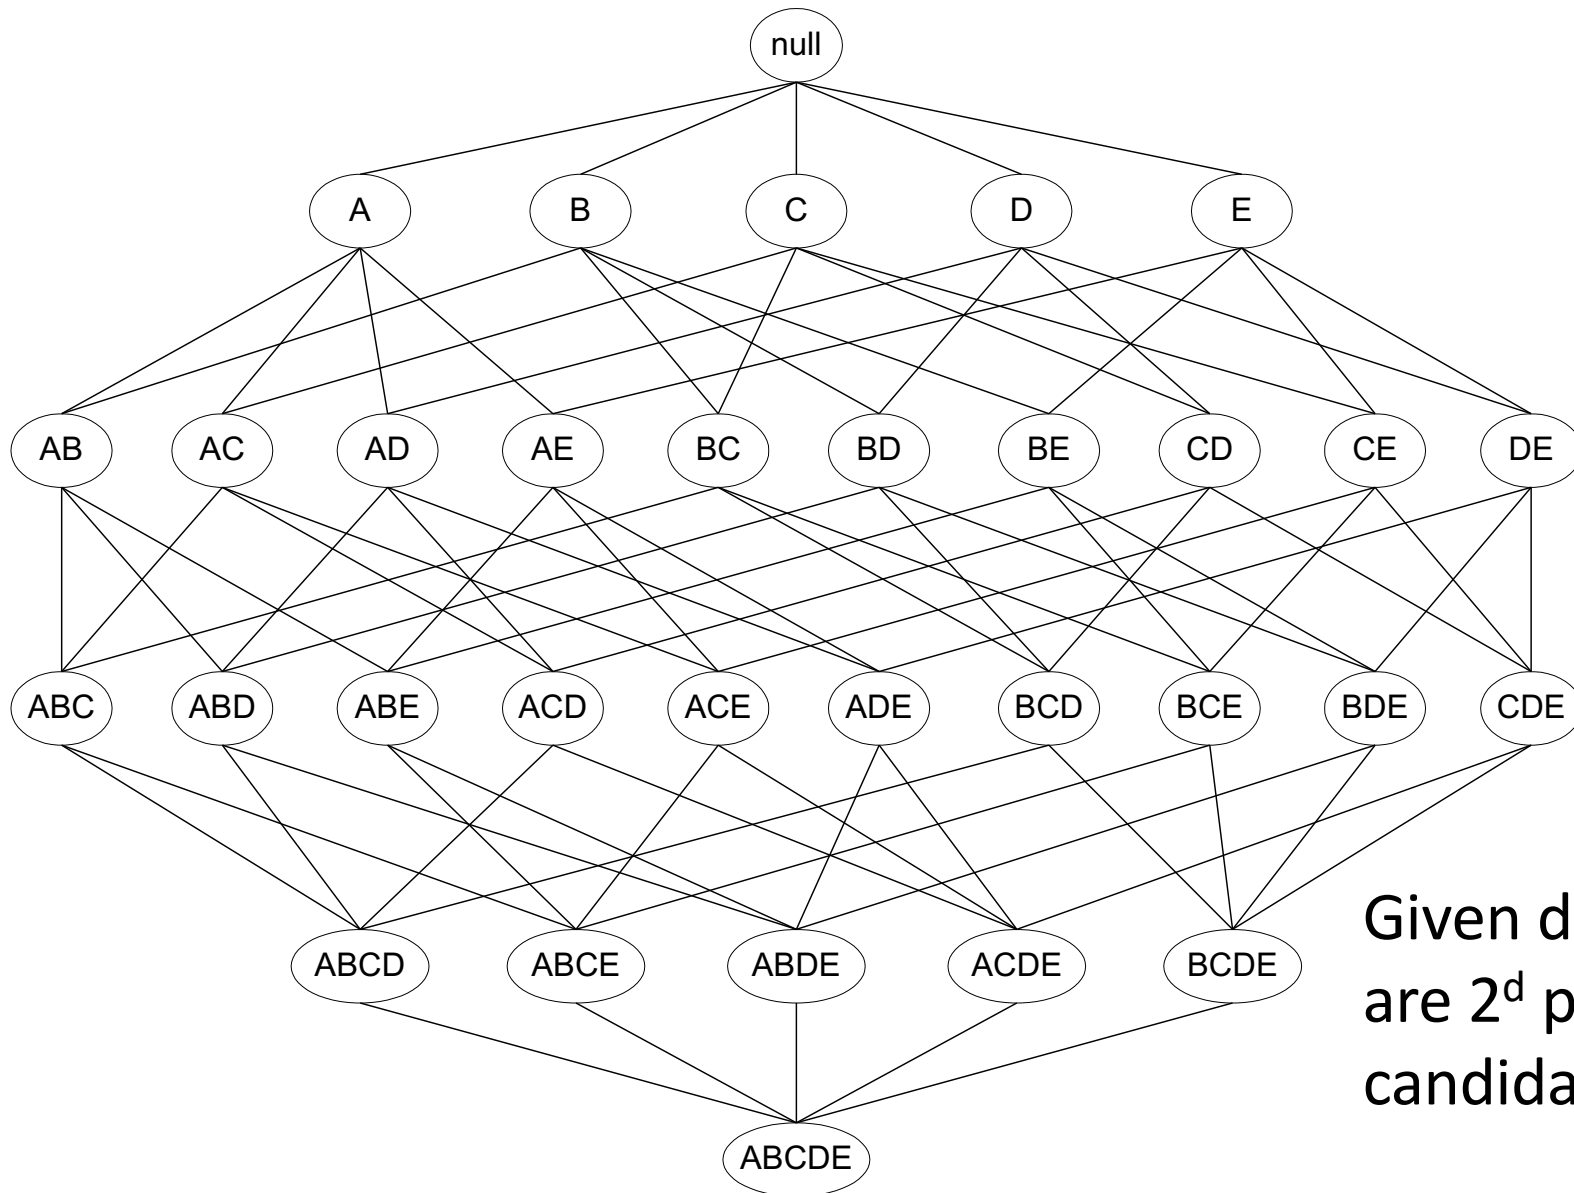 null
A B C D E
AB AC AD AE BC BD BE CD CE DE
ABC ABD ABE ACD ACE ADE BCD BCE BDE CDE
ABCD ABCE ABDE ACDE BCDE
Given d
are 2ᵈ p
candida
ABCDE